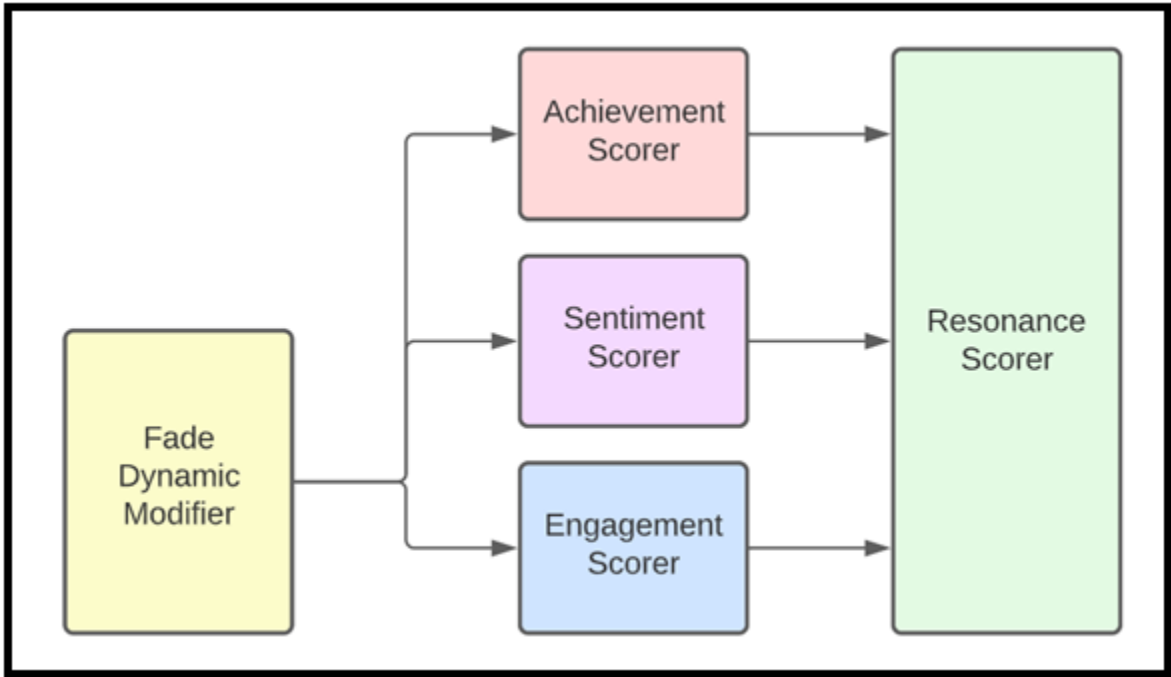 Achievement
Scorer
Sentiment
Scorer
Resonance
Scorer
Fade
Dynamic
Modifier
Engagement
Scorer